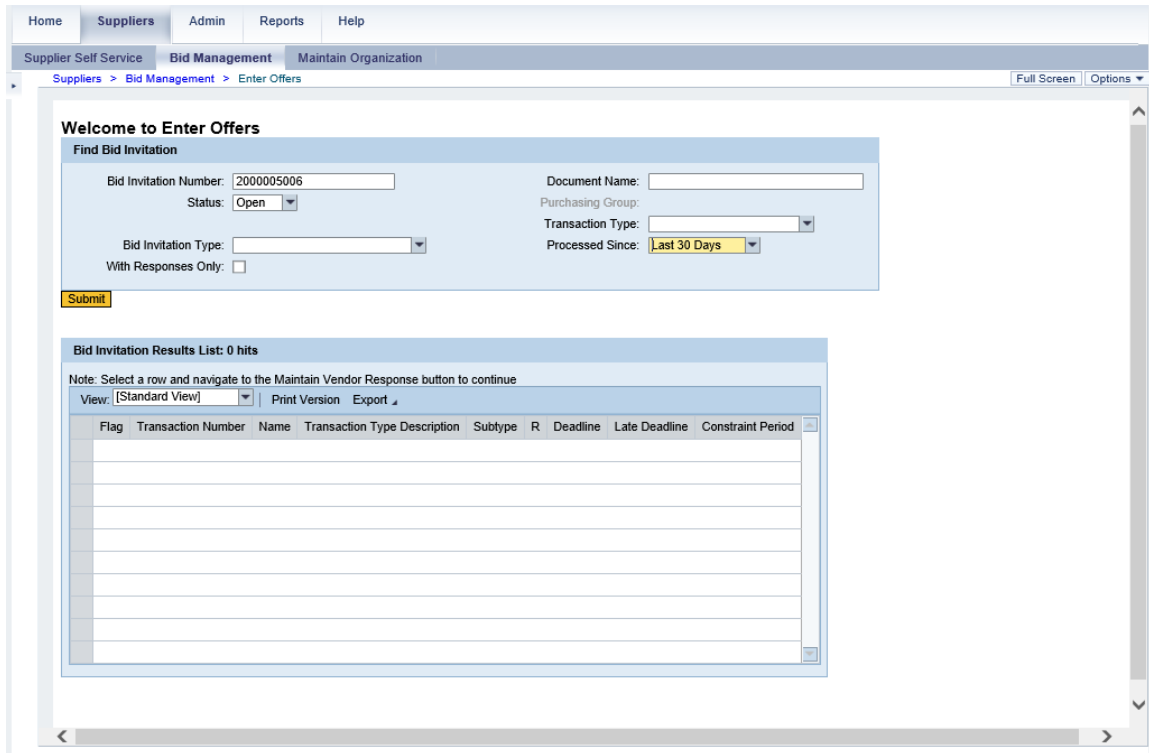 Home Suppliers Admin Reports Help
Supplier Self Service Bid Management Maintain Organization
Suppliers > Bid Management > Enter Offers Full Screen Options
Welcome to Enter Offers
Find Bid Invitation
Bid Invitation Number: 2000005006 Document Name:
Status: Open Purchasing Group:
Transaction Type:
Bid Invitation Type: Processed Since: Last 30 Days
With Responses Only:
Submit
Bid Invitation Results List: 0 hits
Note: Select a row and navigate to the Maintain Vendor Response button to continue
View: [Standard View] Print Version Export
Flag Transaction Number Name Transaction Type Description Subtype R Deadline Late Deadline Constraint Period